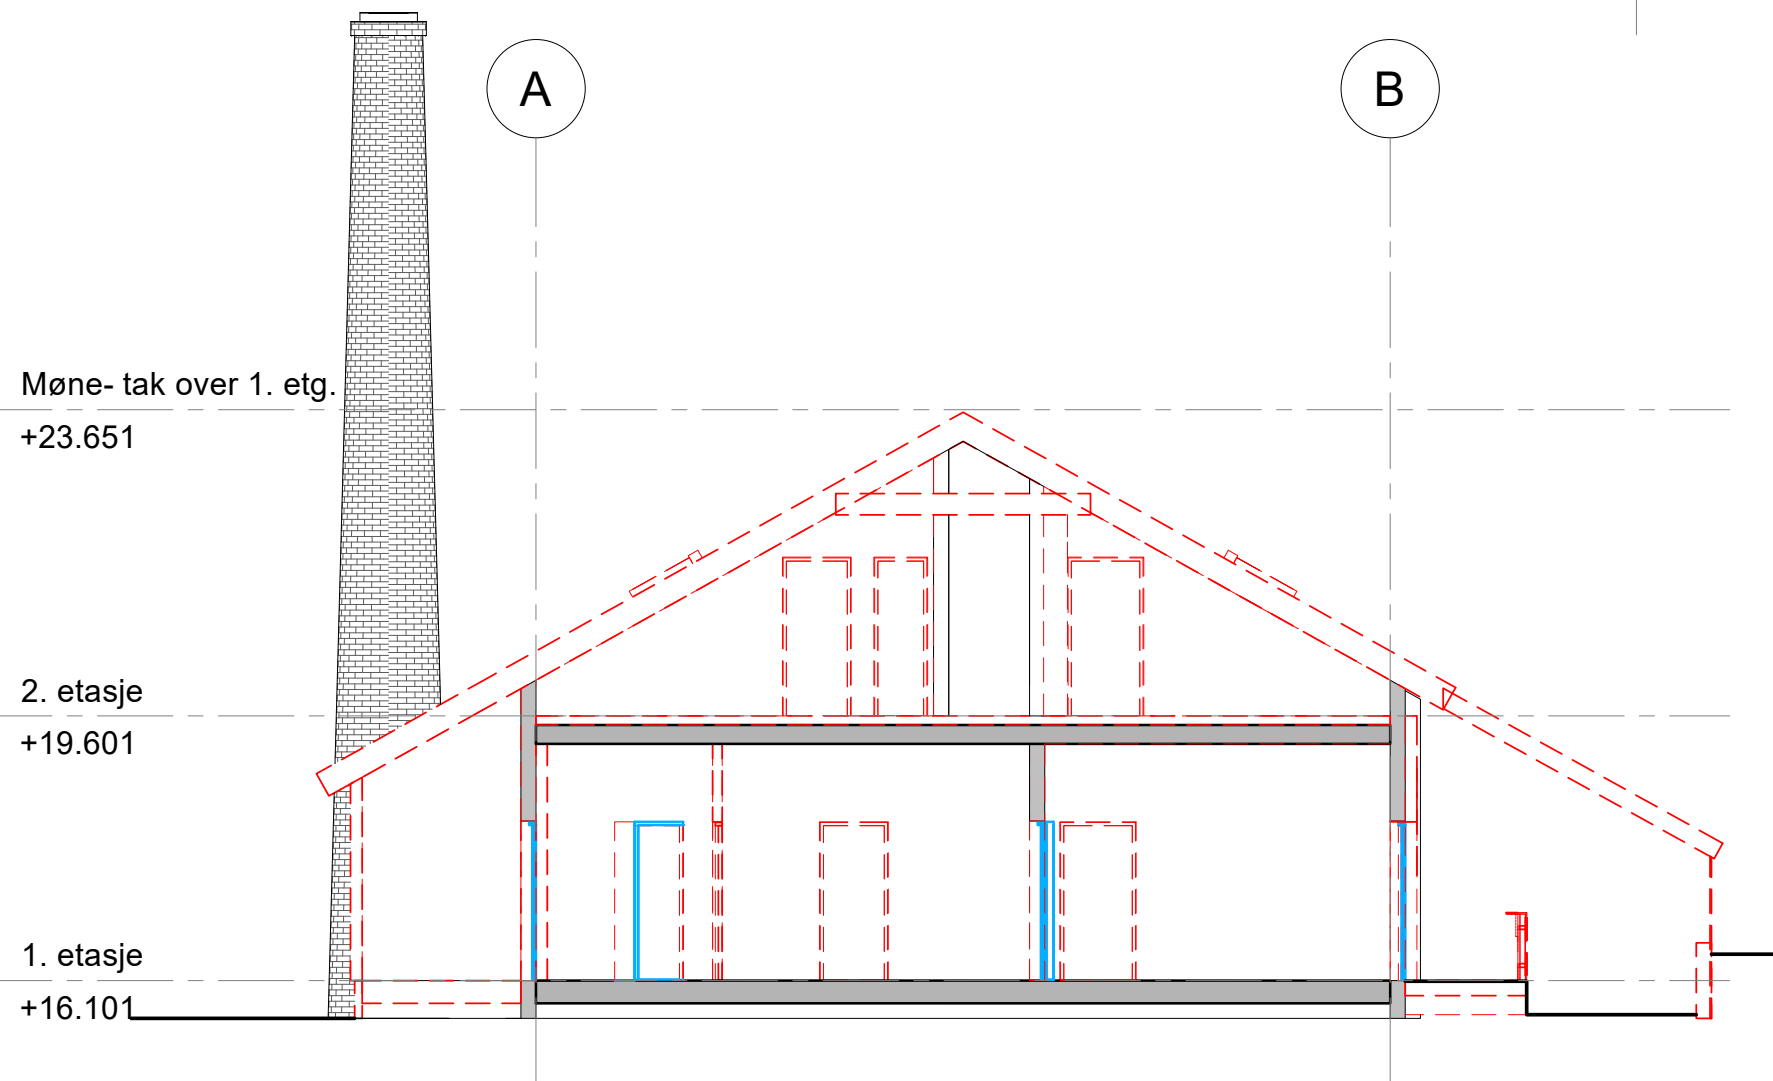 A
B
Møne- tak over 1. etg.
+23.651
2. etasje
+19.601
1. etasje
+16.101